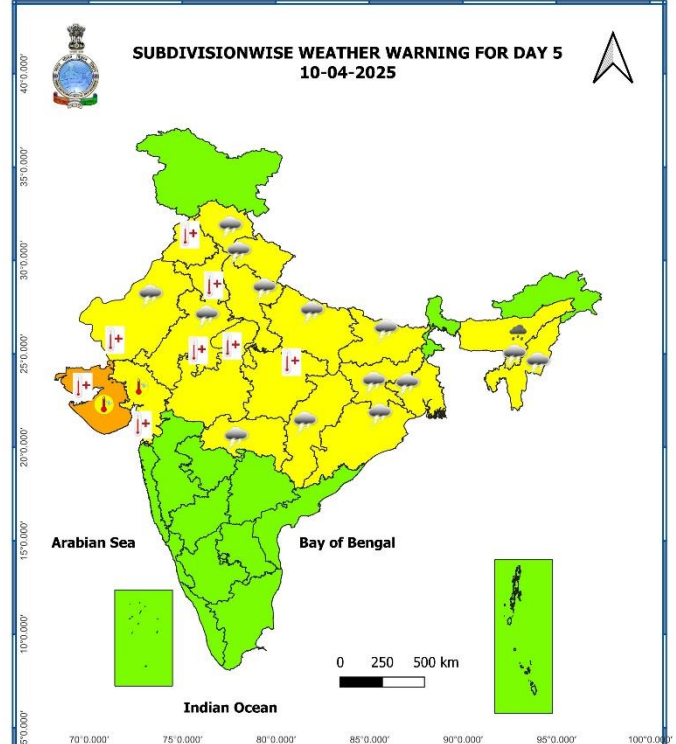 SUBDIVISIONWISE WEATHER WARNING FOR DAY 5
10-04-2025
40°0.000'
35°0.000'
30°0.000'
25°0.000'
20°0.000'
15°0.000'
10°0.000'
5°0.000'
Arabian Sea
Bay of Bengal
0 250 500 km
Indian Ocean
70°0.000' 75°0.000' 80°0.000' 85°0.000' 90°0.000' 95°0.000' 100°0.000'